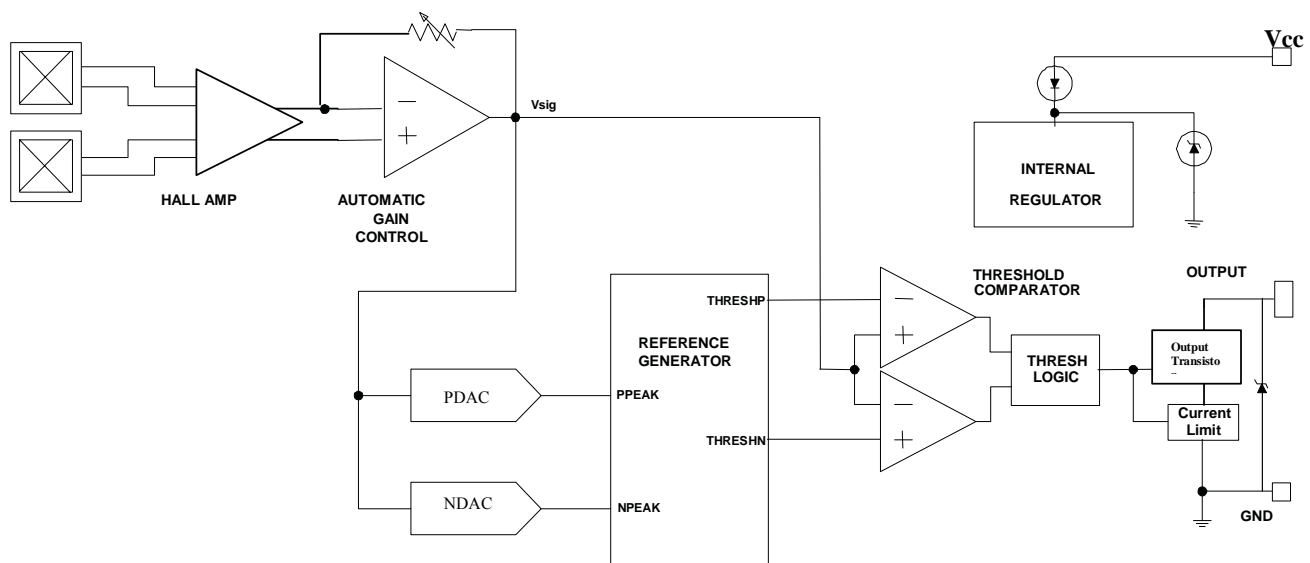 Vcc
Vsig
−
+
HALL AMP
AUTOMATIC
GAIN
CONTROL
INTERNAL
REGULATOR
THRESHP
REFERENCE
GENERATOR
PPEAK
THRESHN
NPEAK
PDAC
NDAC
−
+
−
+
THRESHOLD
COMPARATOR
THRESH
LOGIC
OUTPUT
Output
Transisto
Current
Limit
GND